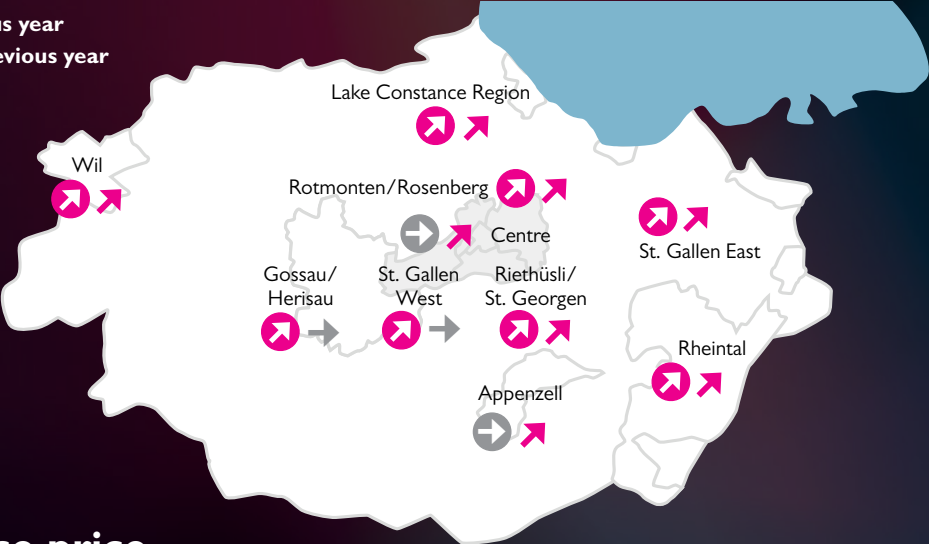 us year
evious year
Lake Constance Region
Wil
Rotmonten/Rosenberg
Centre
St. Gallen East
Gossau/
Herisau
St. Gallen
West
Riethüsli/
St. Georgen
Rheintal
Appenzell
price